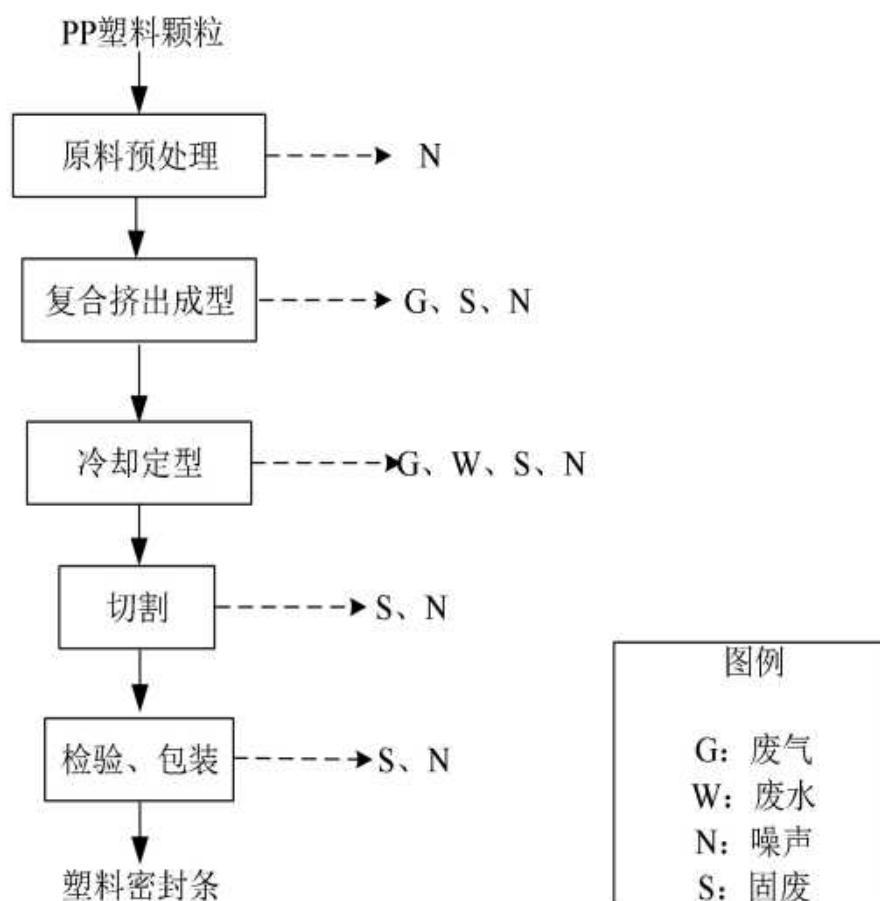 PP塑料颗粒
原料预处理
N
复合挤出成型
G、S、N
冷却定型
G、W、S、N
切割
S、N
检验、包装
S、N
塑料密封条
图例
G：废气
W：废水
N：噪声
S：固废